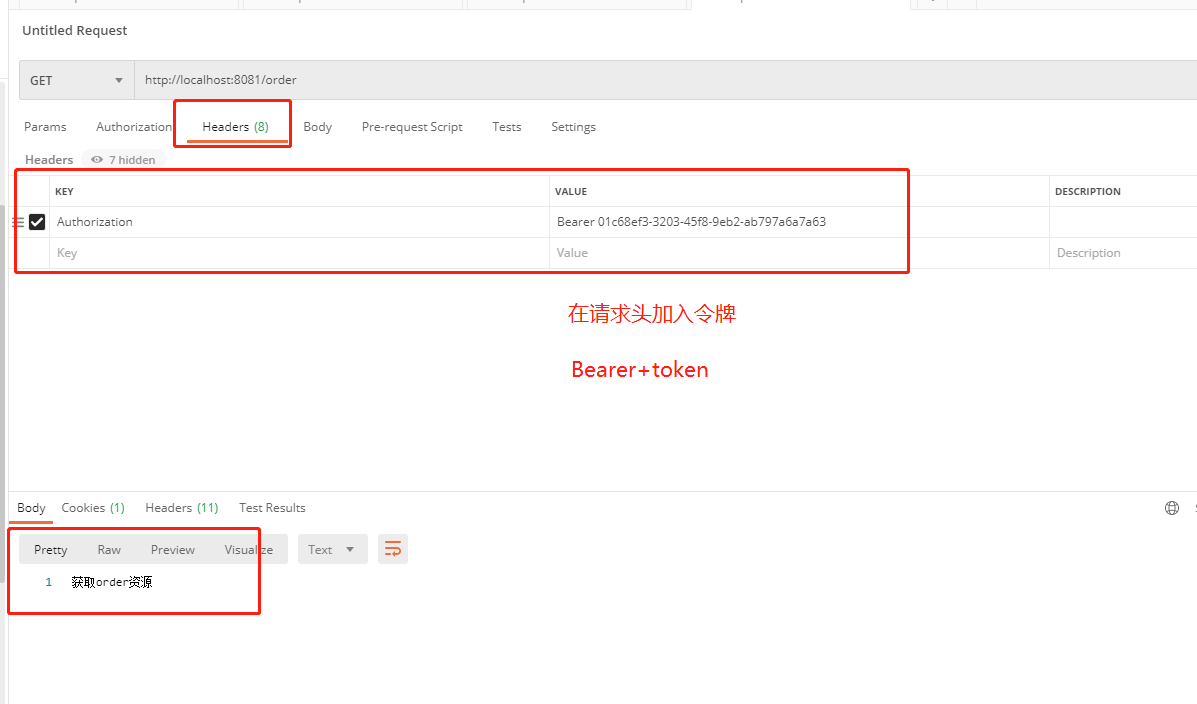 Untitled Request
GET http://localhost:8081/order
Params Authorization Headers (8) Body Pre-request Script Tests Settings
Headers 7 hidden
KEY VALUE DESCRIPTION
Authorization Bearer 01c68ef3-3203-45f8-9eb2-ab797a6a7a63
Key Value Description
在请求头加入令牌
Bearer+token
Body Cookies (1) Headers (11) Test Results
Pretty Raw Preview Visualize Text
1 获取order资源